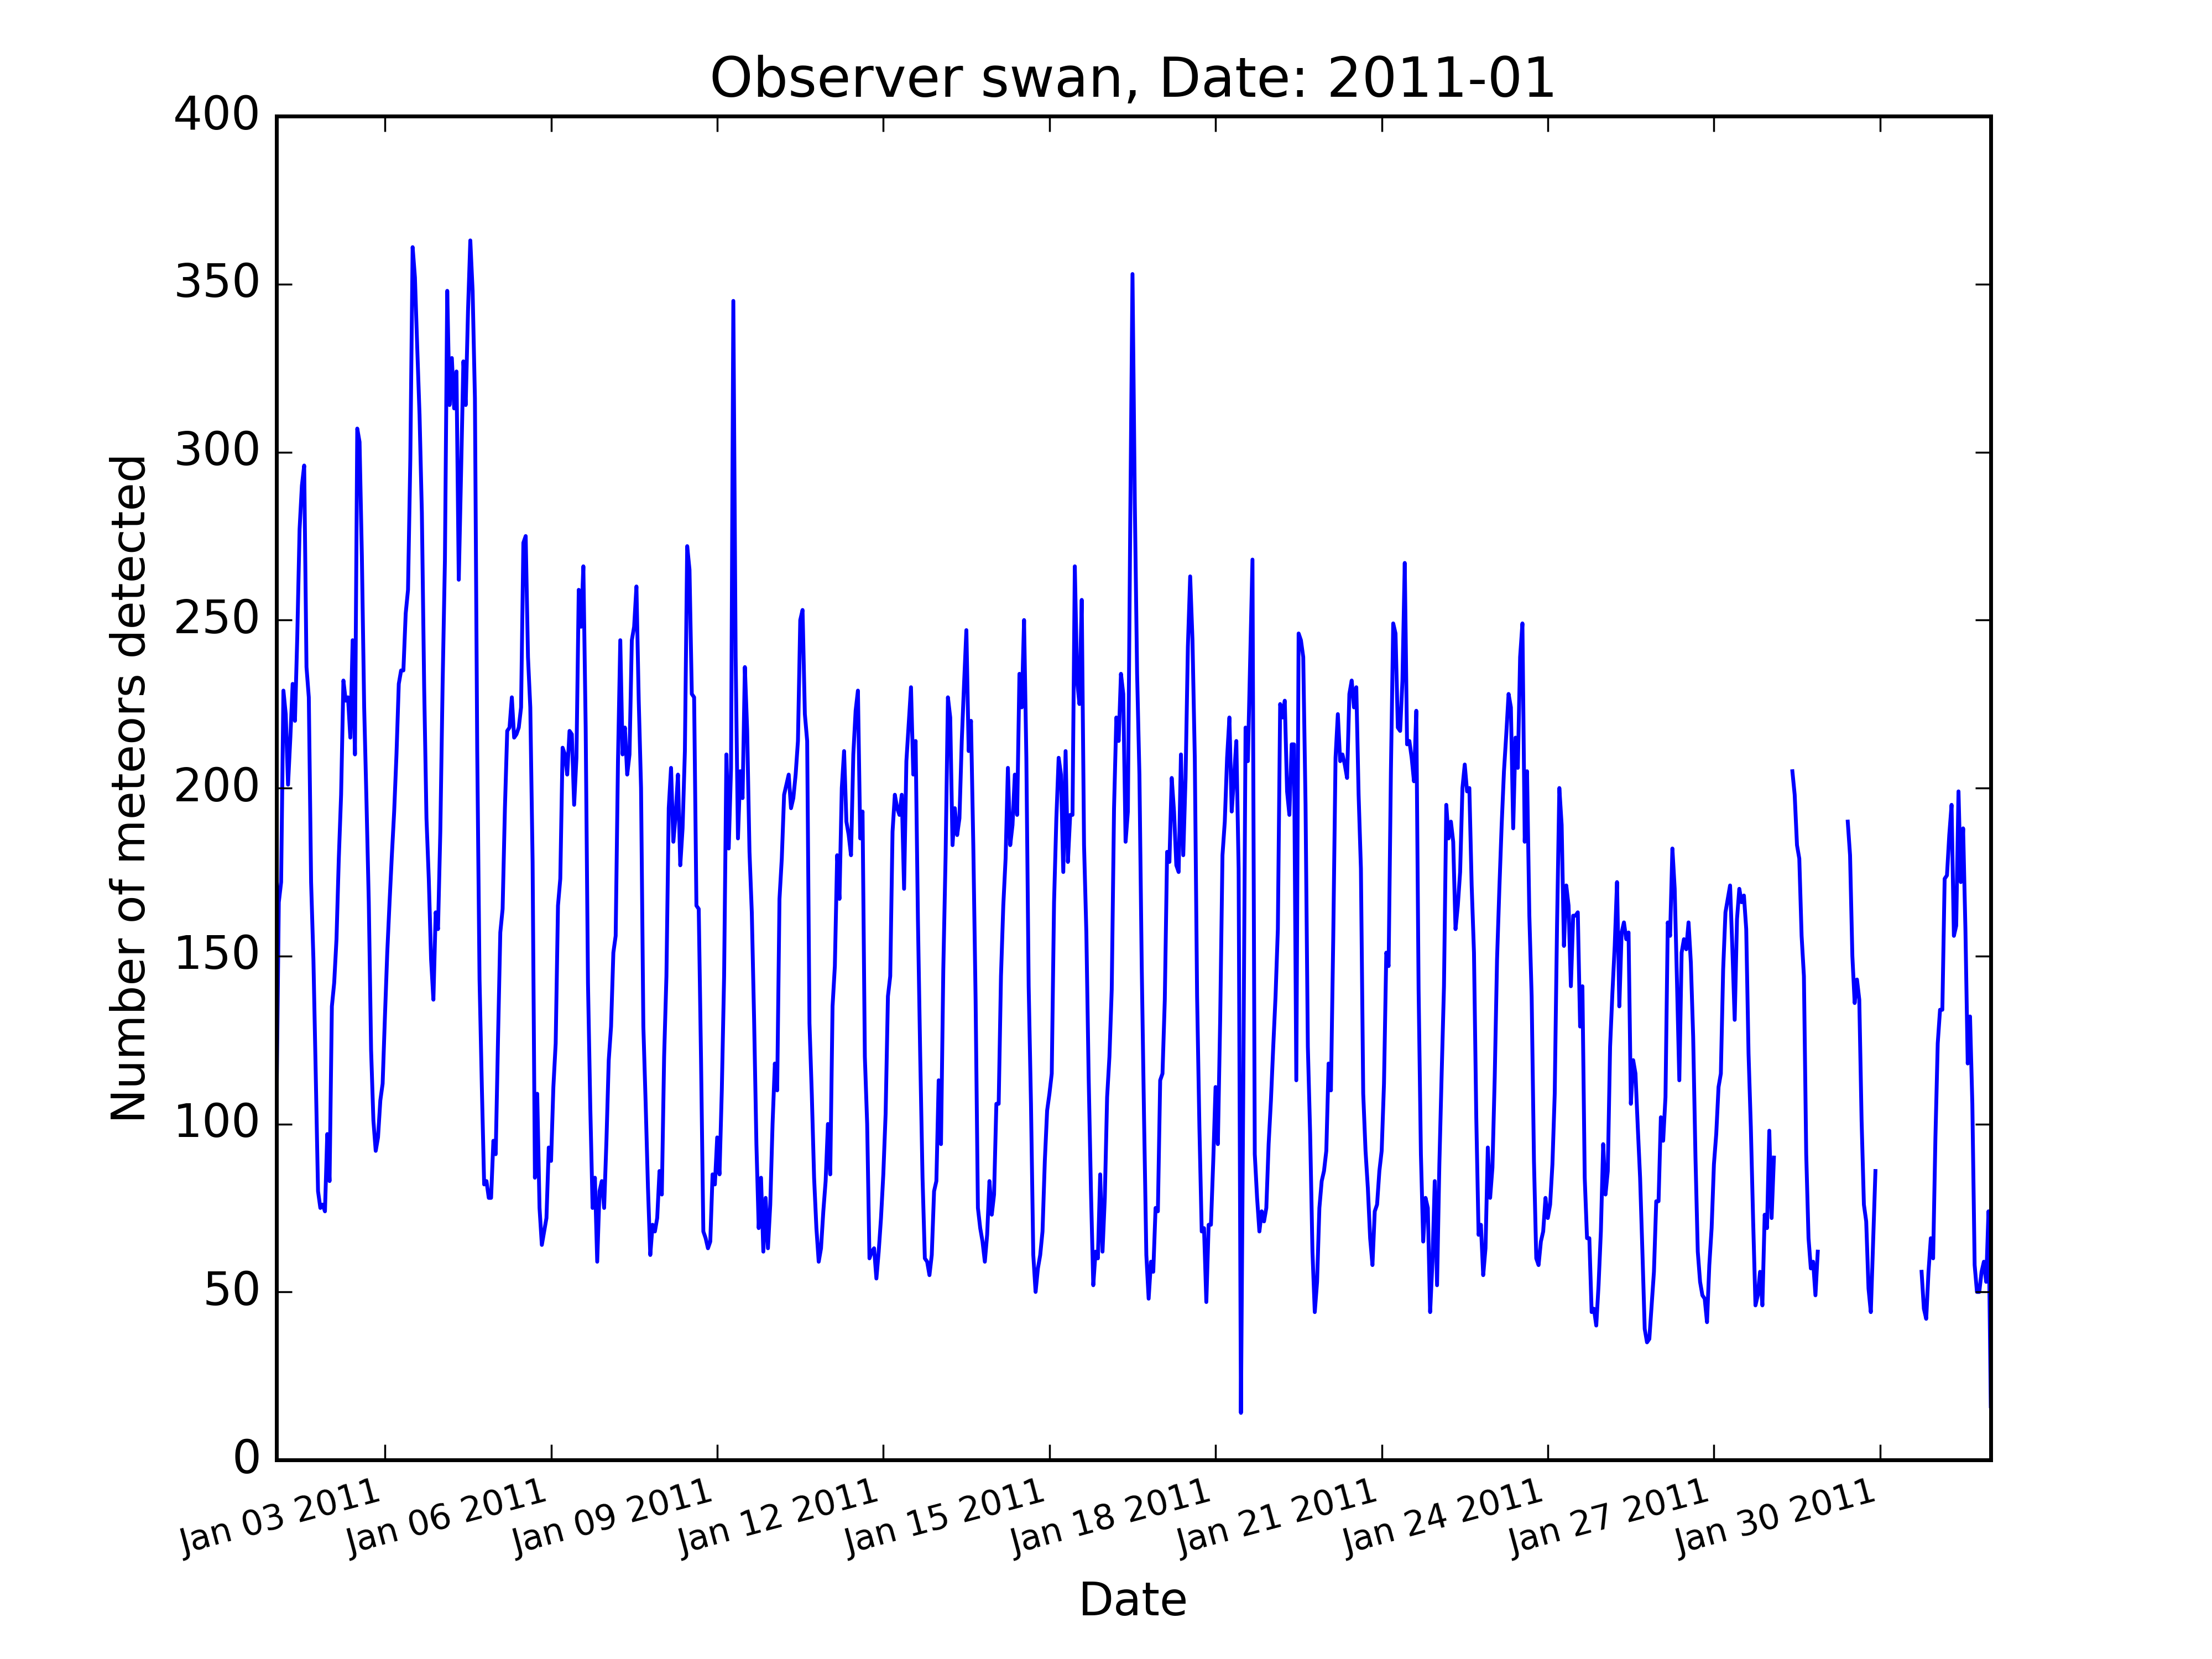 Observer swan, Date: 2011-01
400
350
300
250
200
150
100
50
0
Number of meteors detected
Jan 03 2011
Jan 06 2011
Jan 09 2011
Jan 12 2011
Jan 15 2011
Jan 18 2011
Jan 21 2011
Jan 24 2011
Jan 27 2011
Jan 30 2011
Date